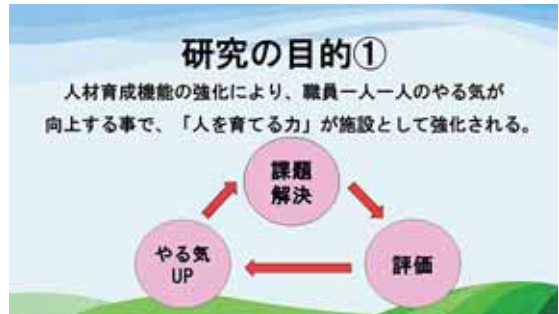 研究の目的①
人材育成機能の強化により、職員一人一人のやる気が
向上する事で、「人を育てる力」が施設として強化される。
課題
解決
やる気
UP
評価